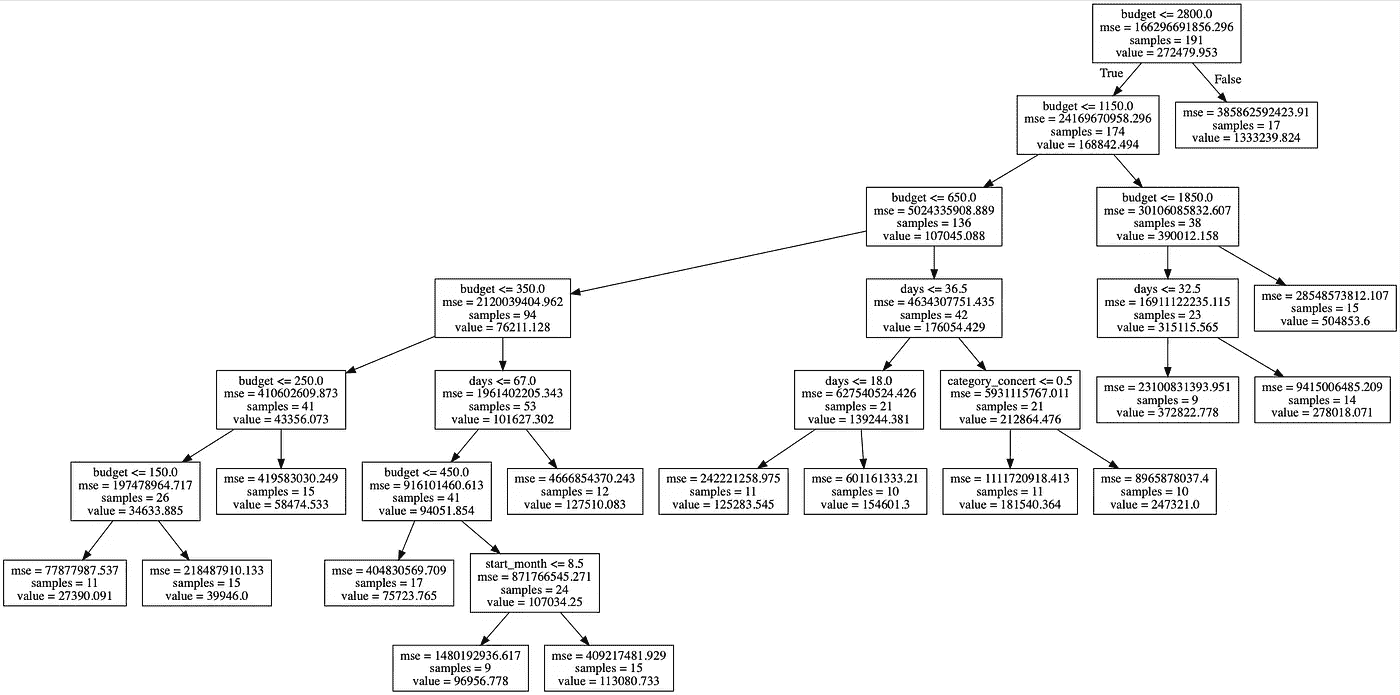 budget <= 2800.0
mse = 166296691856.296
samples = 191
value = 272479.953
True
False
budget <= 1150.0
mse = 24169670958.296
samples = 174
value = 168842.494
mse = 385862592423.91
samples = 17
value = 1333239.824
budget <= 650.0
mse = 5024335908.889
samples = 136
value = 107045.088
budget <= 1850.0
mse = 30106085832.607
samples = 38
value = 390012.158
budget <= 350.0
mse = 2120039404.962
samples = 94
value = 76211.128
days <= 36.5
mse = 4634307751.435
samples = 42
value = 176054.429
days <= 32.5
mse = 16911122235.115
samples = 23
value = 315115.565
mse = 28548573812.107
samples = 15
value = 504853.6
budget <= 250.0
mse = 410602609.873
samples = 41
value = 43356.073
days <= 67.0
mse = 1961402205.343
samples = 53
value = 101627.302
days <= 18.0
mse = 627540524.426
samples = 21
value = 139244.381
category_concert <= 0.5
mse = 5931115767.011
samples = 21
value = 212864.476
mse = 23100831393.951
samples = 9
value = 372822.778
mse = 9415006485.209
samples = 14
value = 278018.071
budget <= 150.0
mse = 197478964.717
samples = 26
value = 34633.885
mse = 419583030.249
samples = 15
value = 58474.533
budget <= 450.0
mse = 916101460.613
samples = 41
value = 94051.854
mse = 4666854370.243
samples = 12
value = 127510.083
mse = 242221258.975
samples = 11
value = 125283.545
mse = 601161333.21
samples = 10
value = 154601.3
mse = 1111720918.413
samples = 11
value = 181540.364
mse = 8965878037.4
samples = 10
value = 247321.0
mse = 77877987.537
samples = 11
value = 27390.091
mse = 218487910.133
samples = 15
value = 39946.0
mse = 404830569.709
samples = 17
value = 75723.765
start_month <= 8.5
mse = 871766545.271
samples = 24
value = 107034.25
mse = 1480192936.617
samples = 9
value = 96956.778
mse = 409217481.929
samples = 15
value = 113080.733